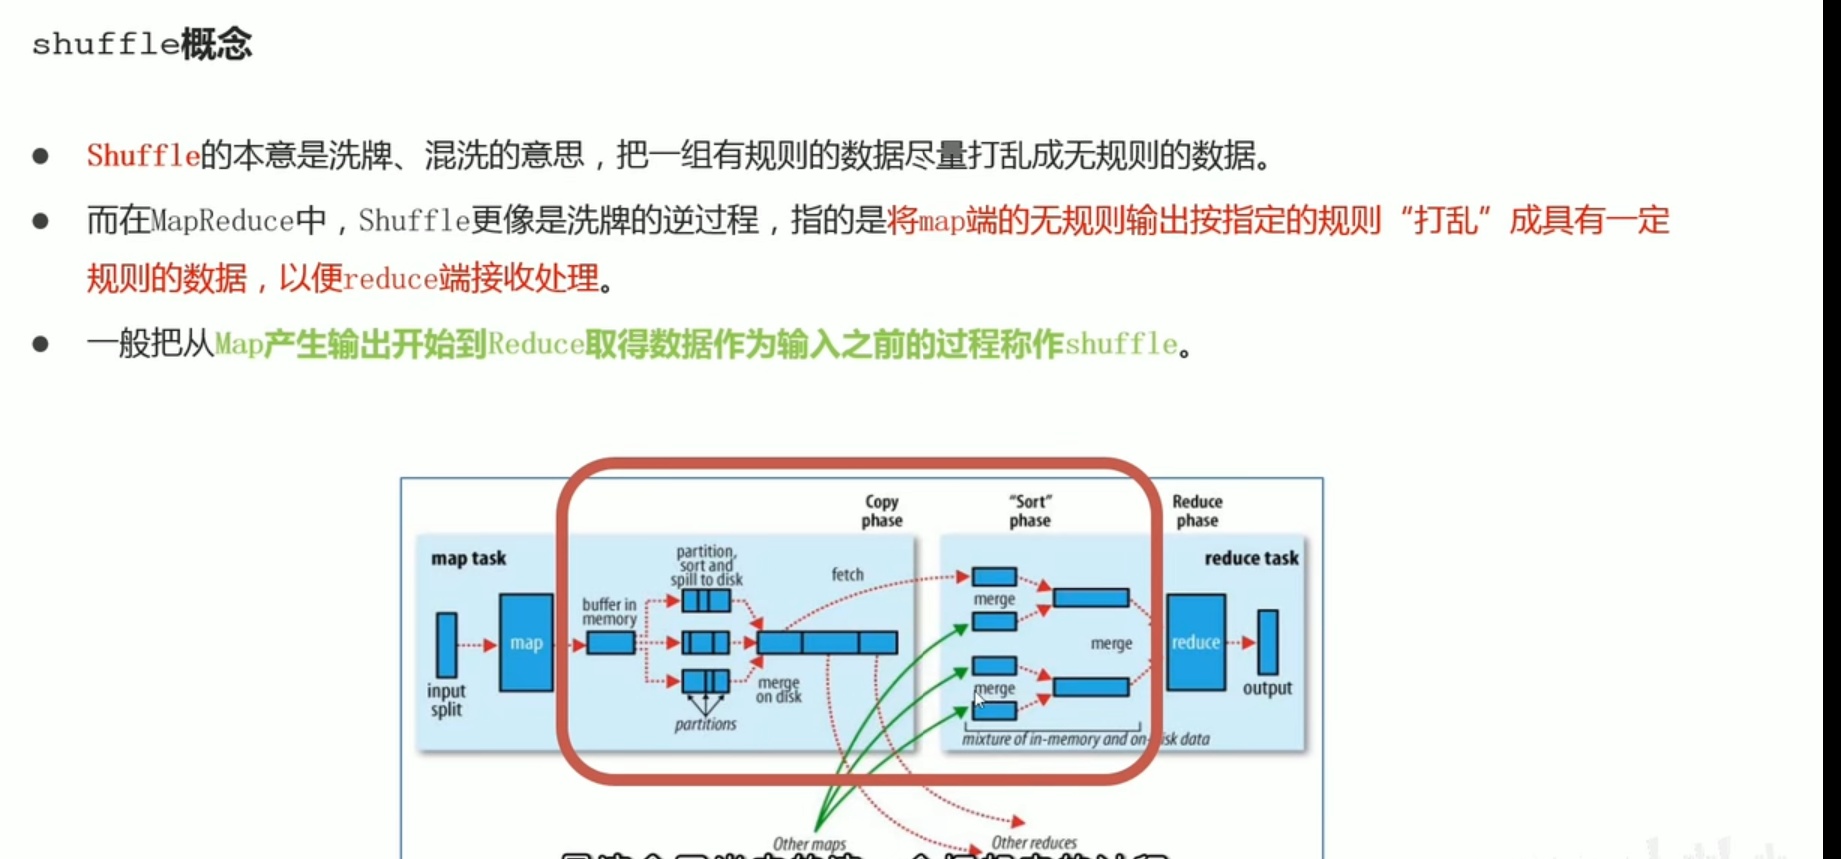 shuffle概念
● Shuffle的本意是洗牌、混洗的意思，把一组有规则的数据尽量打乱成无规则的数据。
● 而在MapReduce中，Shuffle更像是洗牌的逆过程，指的是将map端的无规则输出按指定的规则“打乱”成具有一定
规则的数据，以便reduce端接收处理。
● 一般把从Map产生输出开始到Reduce取得数据作为输入之前的过程称作shuffle。
Copy
phase
“Sort”
phase
Reduce
phase
map task
partition,
sort and
spill to disk
fetch
reduce task
buffer in
memory
merge
map
merge
reduce
input
split
merge
on disk
merge
output
partitions
mixture of in-memory and on-disk data
Other maps
Other reduces